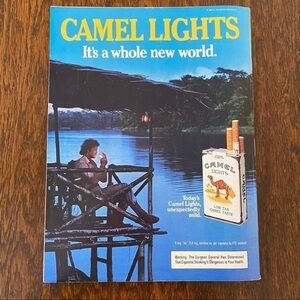 CAMEL LIGHTS
It's a whole new world.
CAMEL
LIGHTS
LOW TAR
CAMEL TASTE
Today's
Camel Lights,
unexpectedly
mild.
Warning: The Surgeon General Has Determined
That Cigarette Smoking Is Dangerous to Your Health.